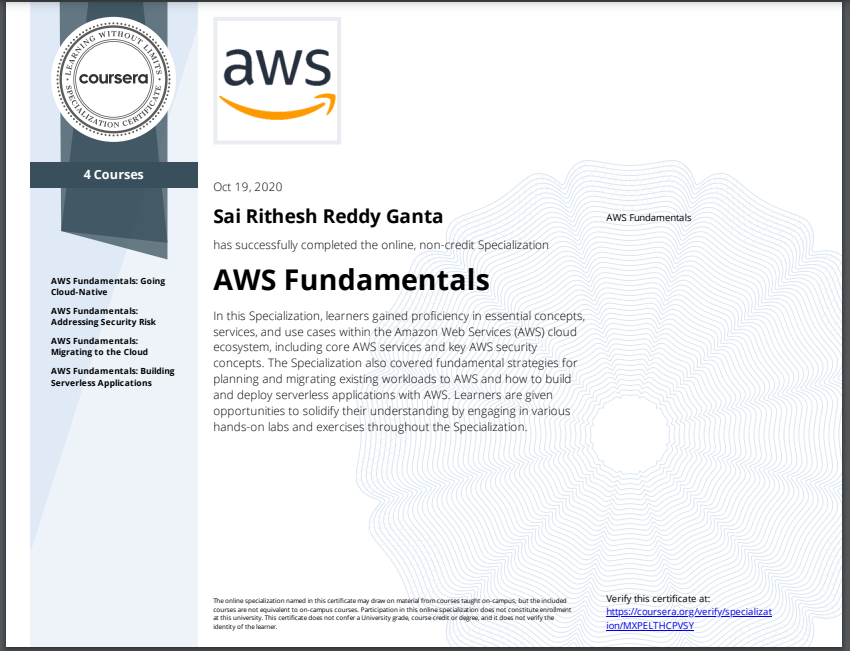 LEARNING WITHOUT LIMITS
coursera
SPECIALIZATION CERTIFICATE
aws
4 Courses
Oct 19, 2020
Sai Rithesh Reddy Ganta
AWS Fundamentals
has successfully completed the online, non-credit Specialization
AWS Fundamentals
AWS Fundamentals: Going
Cloud-Native
AWS Fundamentals:
Addressing Security Risk
AWS Fundamentals:
Migrating to the Cloud
AWS Fundamentals: Building
Serverless Applications
In this Specialization, learners gained proficiency in essential concepts,
services, and use cases within the Amazon Web Services (AWS) cloud
ecosystem, including core AWS services and key AWS security
concepts. The Specialization also covered fundamental strategies for
planning and migrating existing workloads to AWS and how to build
and deploy serverless applications with AWS. Learners are given
opportunities to solidify their understanding by engaging in various
hands-on labs and exercises throughout the Specialization.
The online specialization named in this certificate may draw on material from courses taught on-campus, but the included
courses are not equivalent to on-campus courses. Participation in this online specialization does not constitute enrollment
at this university. This certificate does not confer a University grade, course credit or degree, and it does not verify the
identity of the learner.
Verify this certificate at:
https://coursera.org/verify/specializat
ion/MXPELTHCPVSY